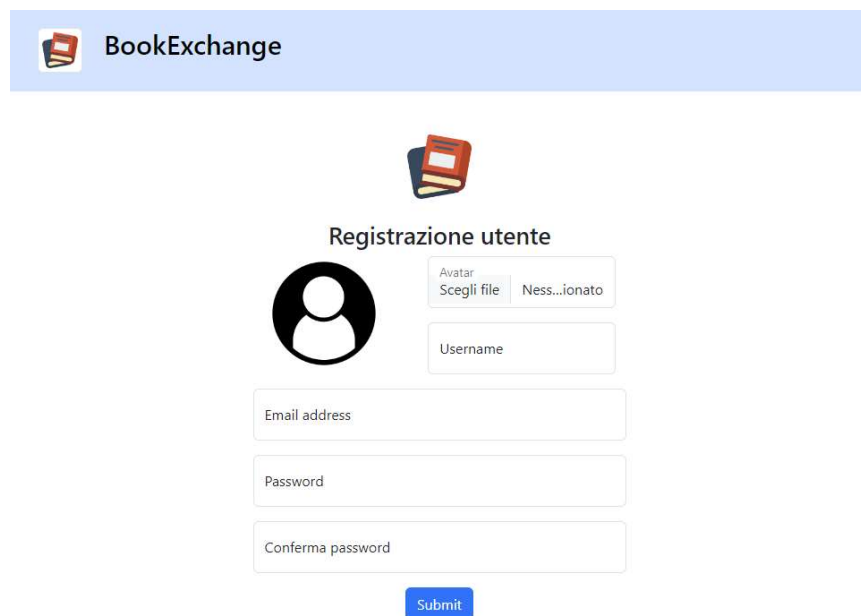 BookExchange
Registrazione utente
Avatar
Scegli file Ness...ionato
Username
Email address
Password
Conferma password
Submit